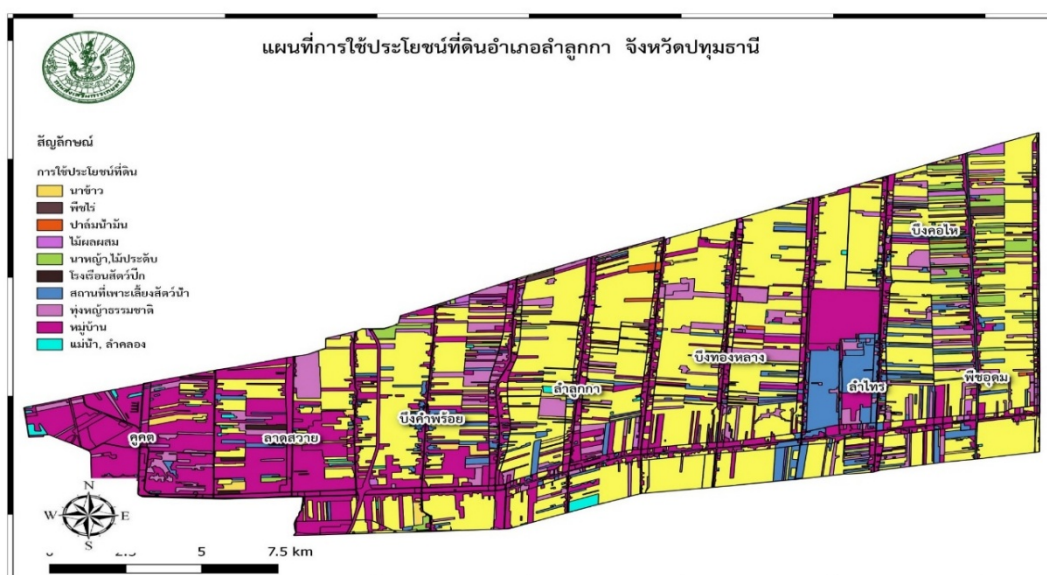 แผนที่การใช้ประโยชน์ที่ดินอำเภอลำลูกกา จังหวัดปทุมธานี
สัญลักษณ์
การใช้ประโยชน์ที่ดิน
นาข้าว
พืชไร่
ปาล์มน้ำมัน
ไม้ผลผสม
นาหญ้า,ไม้ประดับ
โรงเรือนสัตว์ปีก
สถานที่เพาะเลี้ยงสัตว์น้ำ
ทุ่งหญ้าธรรมชาติ
หมู่บ้าน
แม่น้ำ, ลำคลอง
บึงคอไห
บึงทองหลาง
ลำไทร
พืชอุดม
ลำลูกกา
บึงคำพร้อย
ลาดสวาย
คูคต
N
W E
S
5 7.5 km